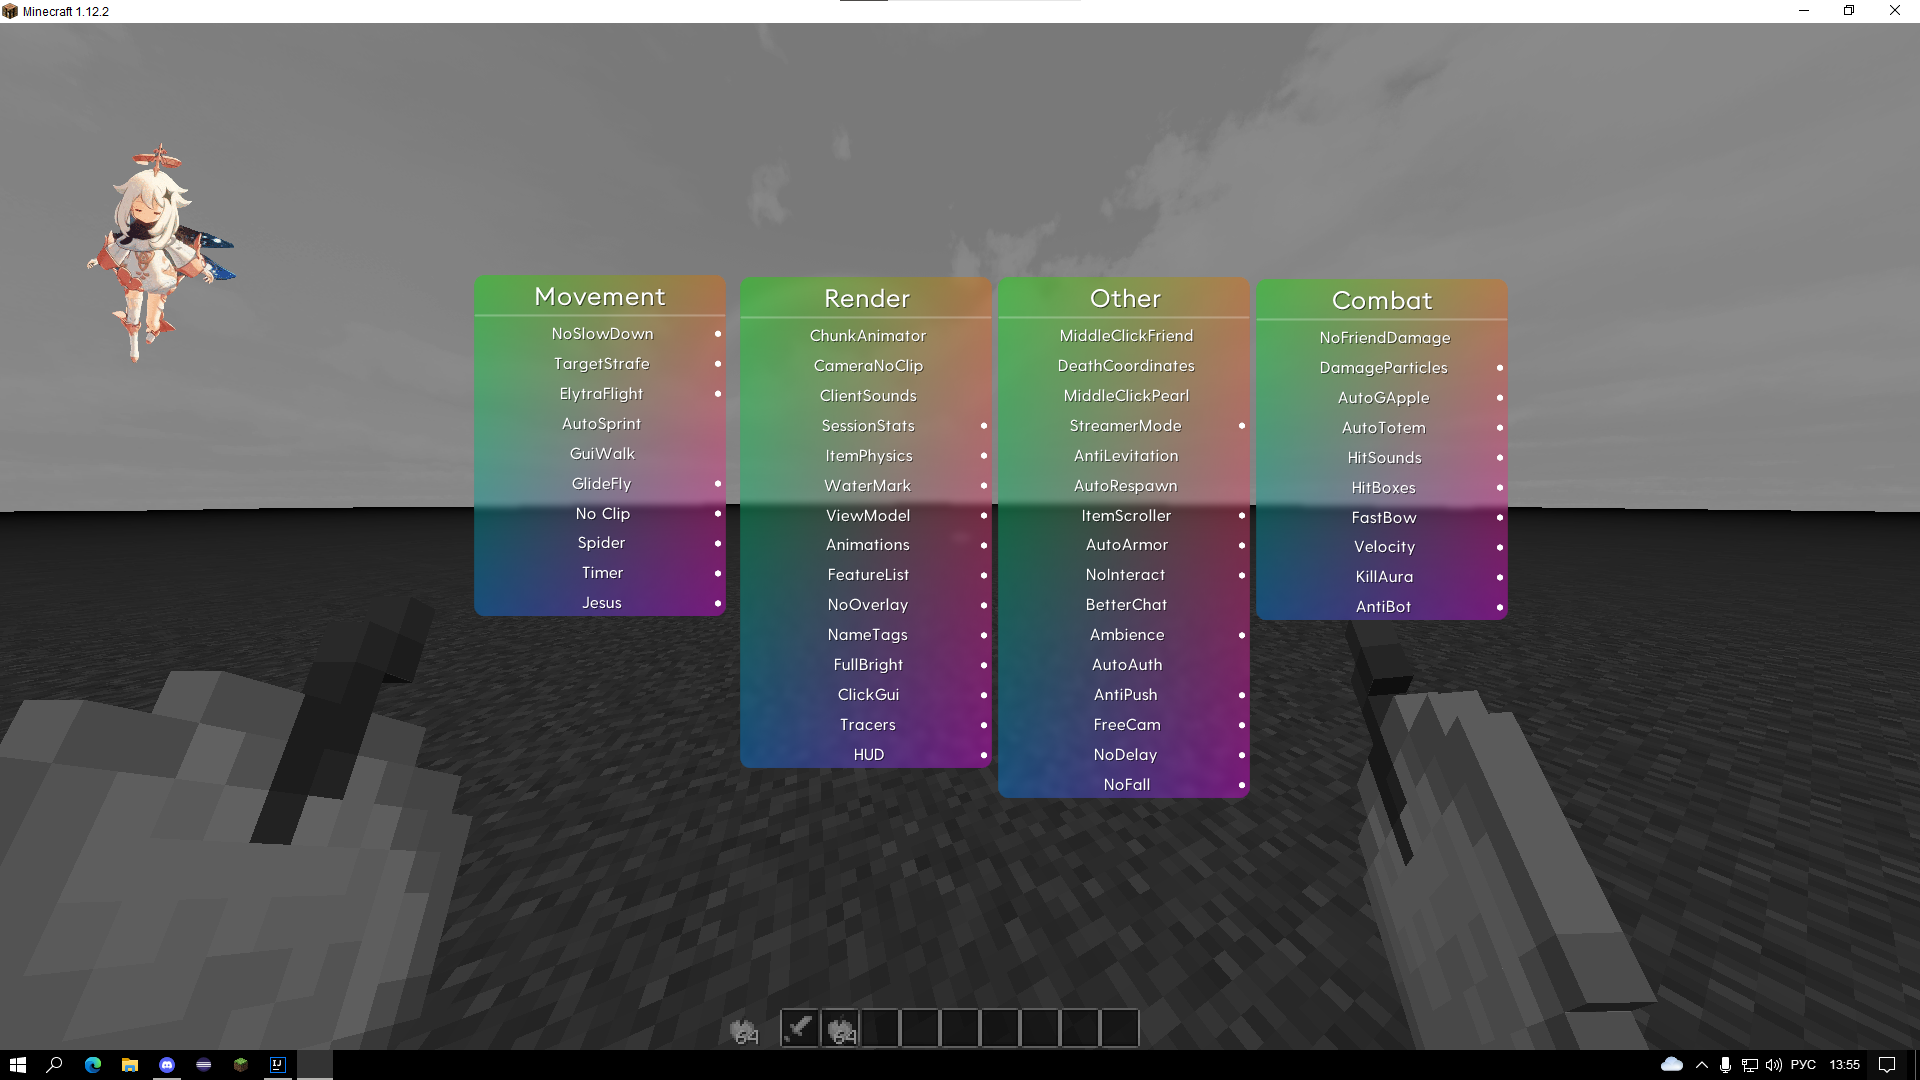 Minecraft 1.12.2
Movement
NoSlowDown
TargetStrafe
ElytraFlight
AutoSprint
GuiWalk
GlideFly
No Clip
Spider
Timer
Jesus
Render
ChunkAnimator
CameraNoClip
ClientSounds
SessionStats
ItemPhysics
WaterMark
ViewModel
Animations
FeatureList
NoOverlay
NameTags
FullBright
ClickGui
Tracers
HUD
Other
MiddleClickFriend
DeathCoordinates
MiddleClickPearl
StreamerMode
AntiLevitation
AutoRespawn
ItemScroller
AutoArmor
NoInteract
BetterChat
Ambience
AutoAuth
AntiPush
FreeCam
NoDelay
NoFall
Combat
NoFriendDamage
DamageParticles
AutoGApple
AutoTotem
HitSounds
HitBoxes
FastBow
Velocity
KillAura
AntiBot
64
64
IJ
РУС
13:55